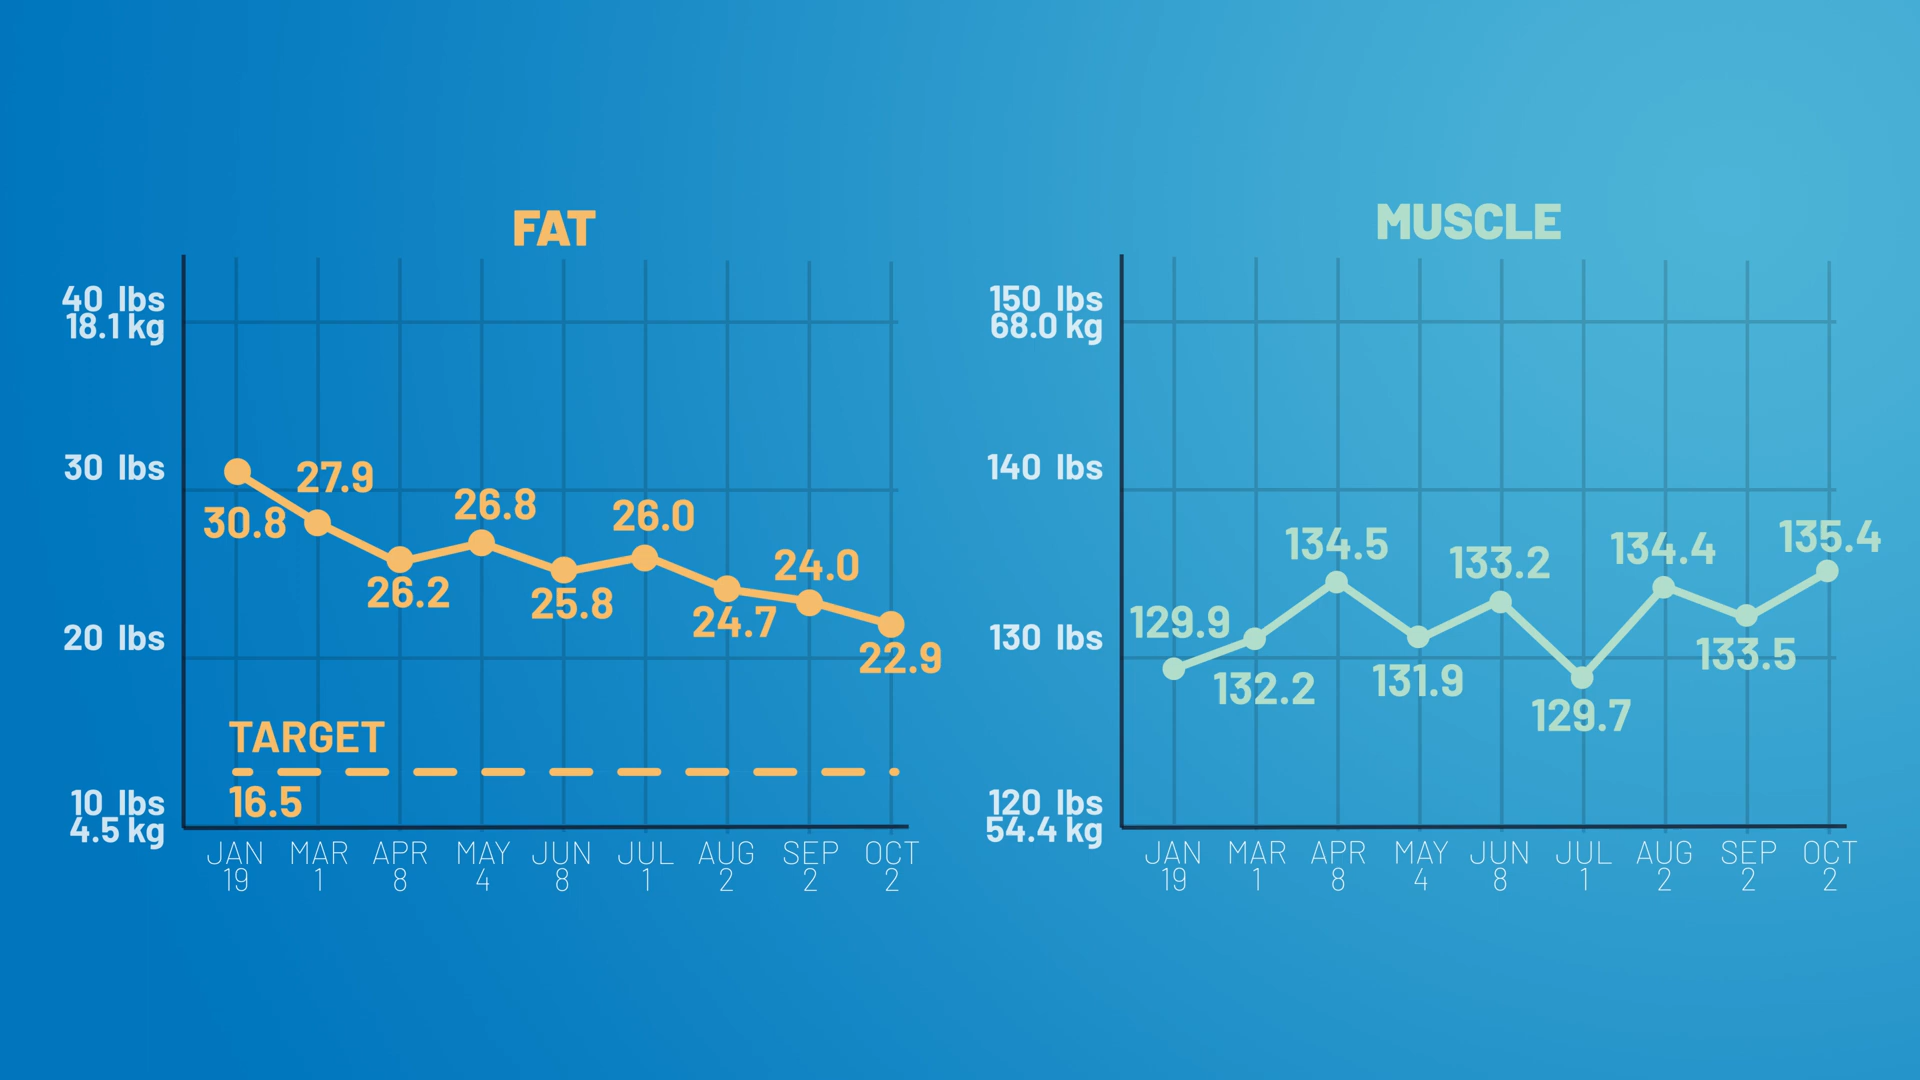 FAT
40 lbs
18.1 kg
30 lbs
20 lbs
10 lbs
4.5 kg
30.8
27.9
26.2
26.8
25.8
26.0
24.7
24.0
22.9
TARGET
16.5
JAN MAR APR MAY JUN JUL AUG SEP OCT
19 1 8 4 8 1 2 2 2
MUSCLE
150 lbs
68.0 kg
140 lbs
130 lbs
120 lbs
54.4 kg
129.9
132.2
134.5
131.9
133.2
129.7
134.4
133.5
135.4
JAN MAR APR MAY JUN JUL AUG SEP OCT
19 1 8 4 8 1 2 2 2